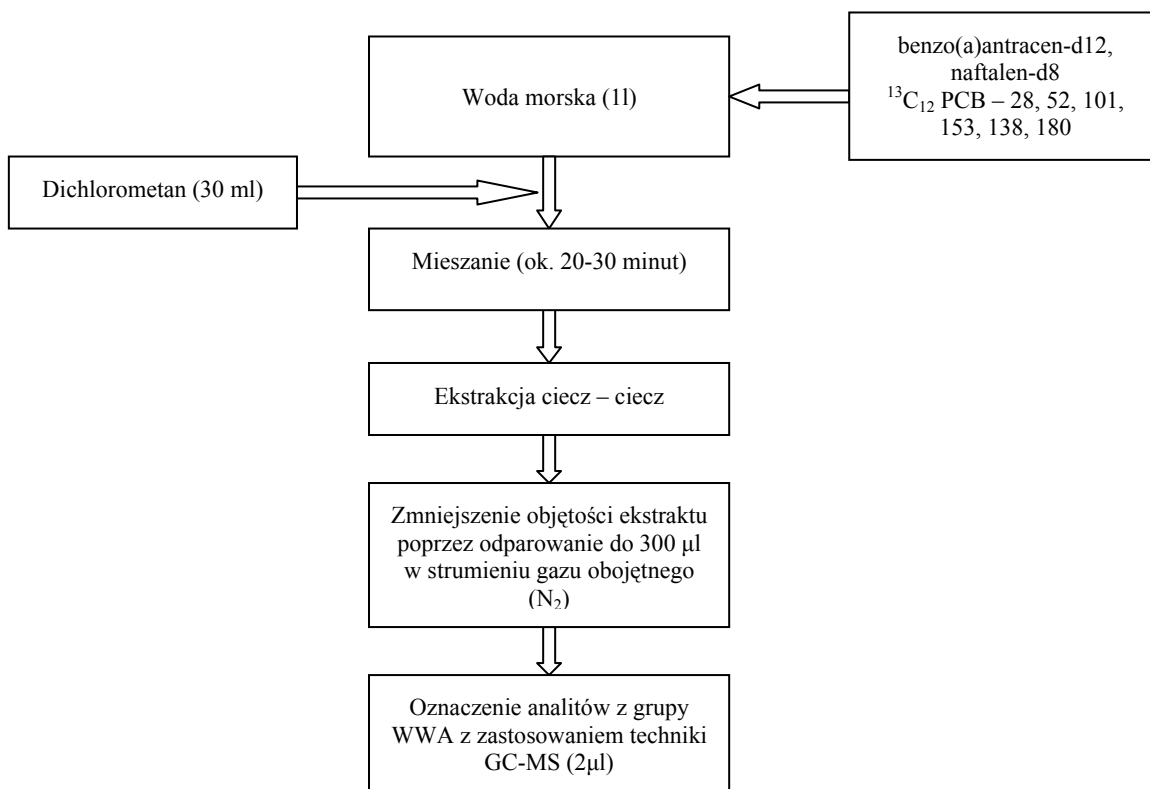 Woda morska (1l)
benzo(a)antracen-d12,
naftalen-d8
¹³C₁₂ PCB – 28, 52, 101,
153, 138, 180
Dichlorometan (30 ml)
Mieszanie (ok. 20-30 minut)
Ekstrakcja ciecz – ciecz
Zmniejszenie objętości ekstraktu
poprzez odparowanie do 300 µl
w strumieniu gazu obojętnego
(N₂)
Oznaczenie analitów z grupy
WWA z zastosowaniem techniki
GC-MS (2µl)